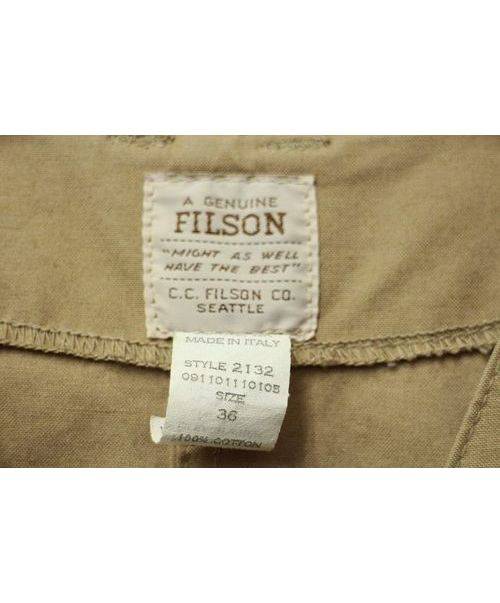 A GENUINE
FILSON
"MIGHT AS WELL
HAVE THE BEST"
C.C. FILSON CO.
SEATTLE
MADE IN ITALY
STYLE 2132
09110111010S
SIZE
36
100% COTTON